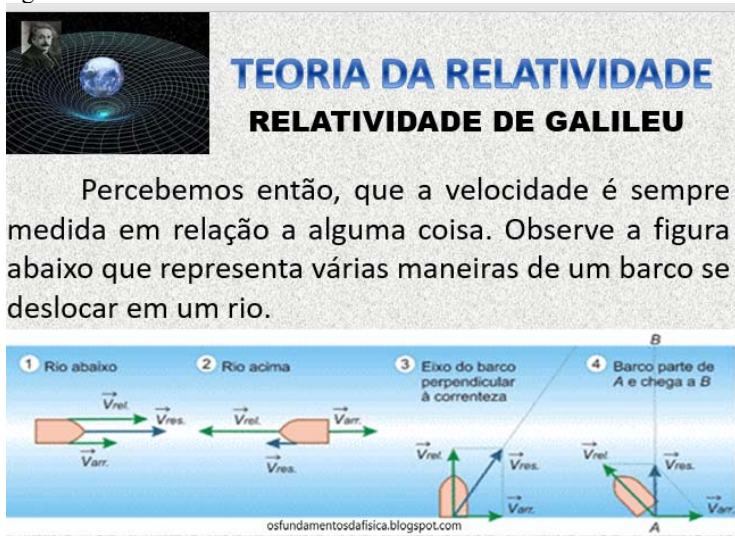 TEORIA DA RELATIVIDADE
RELATIVIDADE DE GALILEU
Percebemos então, que a velocidade é sempre
medida em relação a alguma coisa. Observe a figura
abaixo que representa várias maneiras de um barco se
deslocar em um rio.
1 Rio abaixo
Vrel.
Vres.
Varr.
2 Rio acima
Vrel.
Varr.
Vres.
3 Eixo do barco
perpendicular
à correnteza
Vrel.
Vres.
Varr.
B
4 Barco parte de
A e chega a B
Vrel.
Vres.
Varr.
A
osfundamentosdafisica.blogspot.com